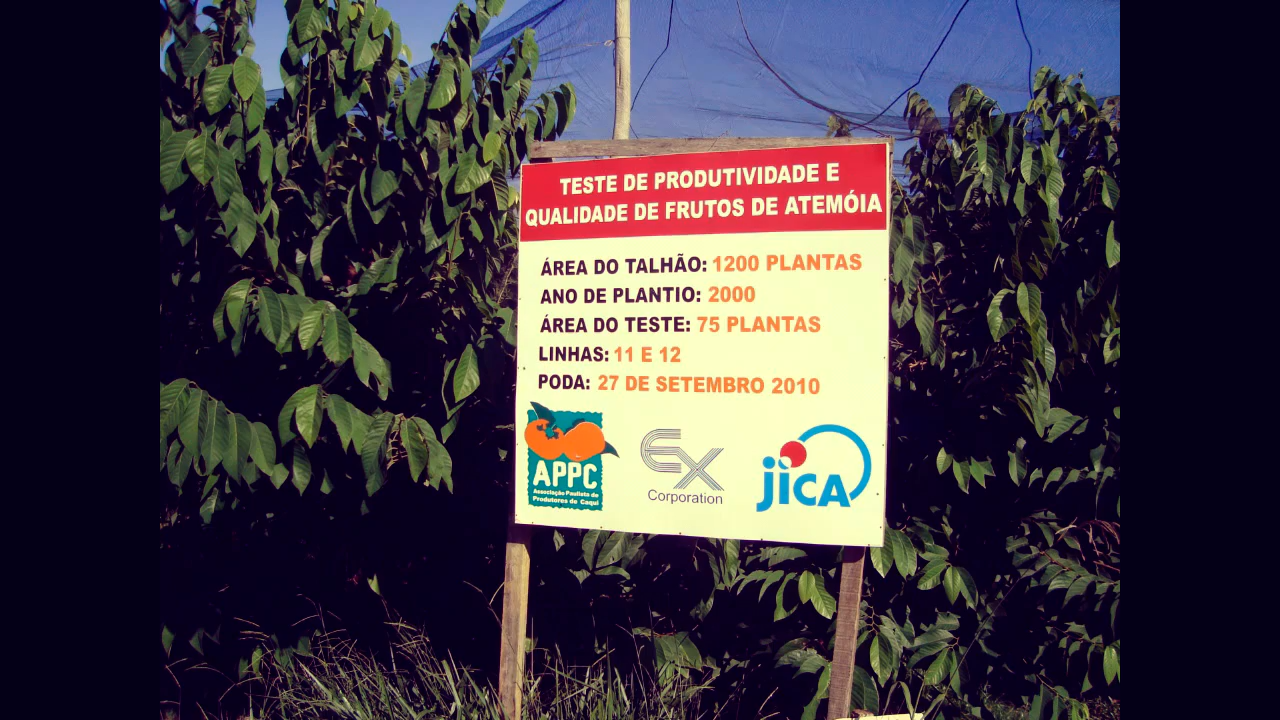 TESTE DE PRODUTIVIDADE E
QUALIDADE DE FRUTOS DE ATEMÓIA
ÁREA DO TALHÃO: 1200 PLANTAS
ANO DE PLANTIO: 2000
ÁREA DO TESTE: 75 PLANTAS
LINHAS: 11 E 12
PODA: 27 DE SETEMBRO 2010
APPC
Associação Paulista de
Produtores de Caqui
EX
Corporation
jICA